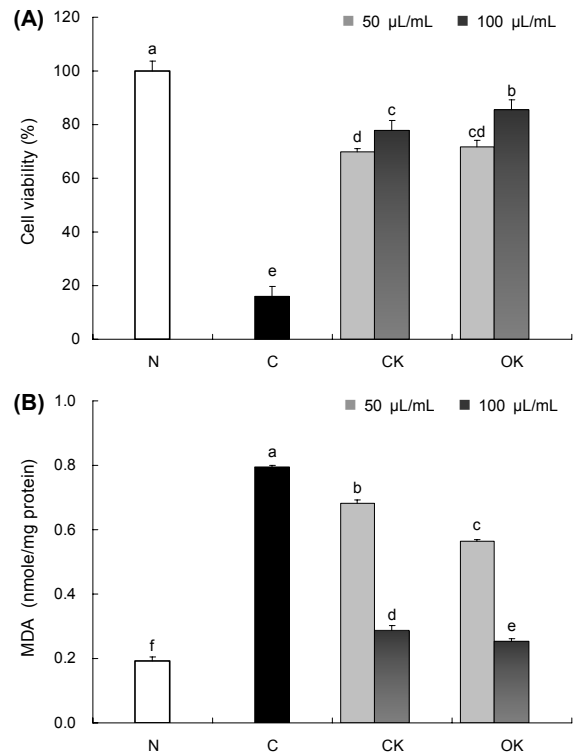 (A)
50 µL/mL 100 µL/mL
Cell viability (%)
120
100
80
60
40
20
0
a
e
d
c
cd
b
N C CK OK
(B)
50 µL/mL 100 µL/mL
MDA (nmole/mg protein)
1.0
0.8
0.6
0.4
0.2
0.0
f
a
b
d
c
e
N C CK OK